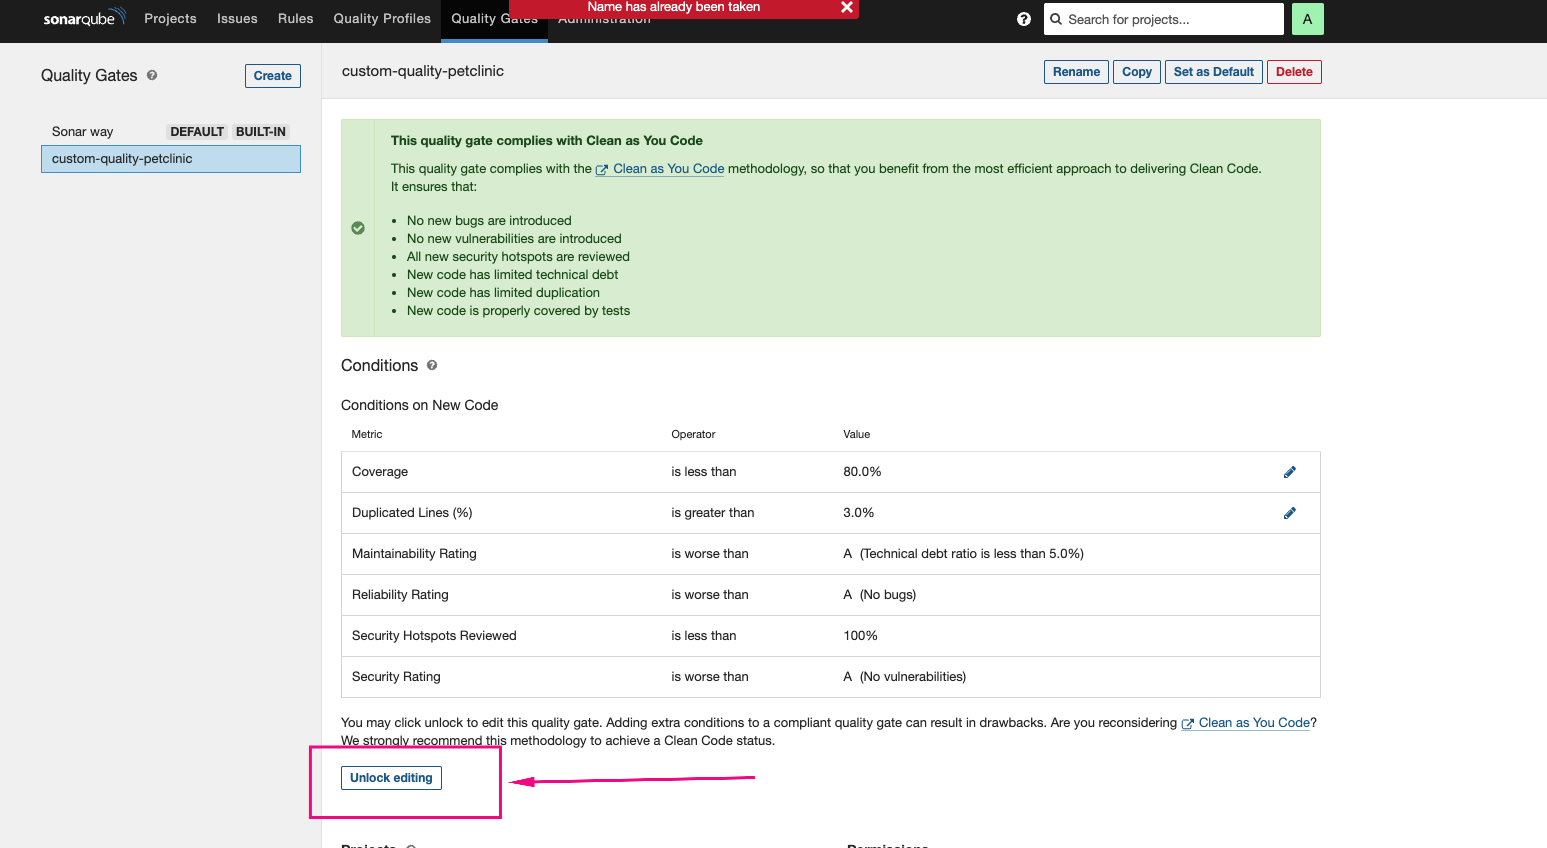 sonarqube Projects Issues Rules Quality Profiles Quality Gates Administration
Name has already been taken
Search for projects... A
Quality Gates Create
Sonar way DEFAULT BUILT-IN
custom-quality-petclinic
custom-quality-petclinic Rename Copy Set as Default Delete
This quality gate complies with Clean as You Code
This quality gate complies with the Clean as You Code methodology, so that you benefit from the most efficient approach to delivering Clean Code.
It ensures that:
No new bugs are introduced
No new vulnerabilities are introduced
All new security hotspots are reviewed
New code has limited technical debt
New code has limited duplication
New code is properly covered by tests
Conditions
Conditions on New Code
Metric Operator Value
Coverage is less than 80.0%
Duplicated Lines (%) is greater than 3.0%
Maintainability Rating is worse than A (Technical debt ratio is less than 5.0%)
Reliability Rating is worse than A (No bugs)
Security Hotspots Reviewed is less than 100%
Security Rating is worse than A (No vulnerabilities)
You may click unlock to edit this quality gate. Adding extra conditions to a compliant quality gate can result in drawbacks. Are you reconsidering Clean as You Code?
We strongly recommend this methodology to achieve a Clean Code status.
Unlock editing
Projects Permissions